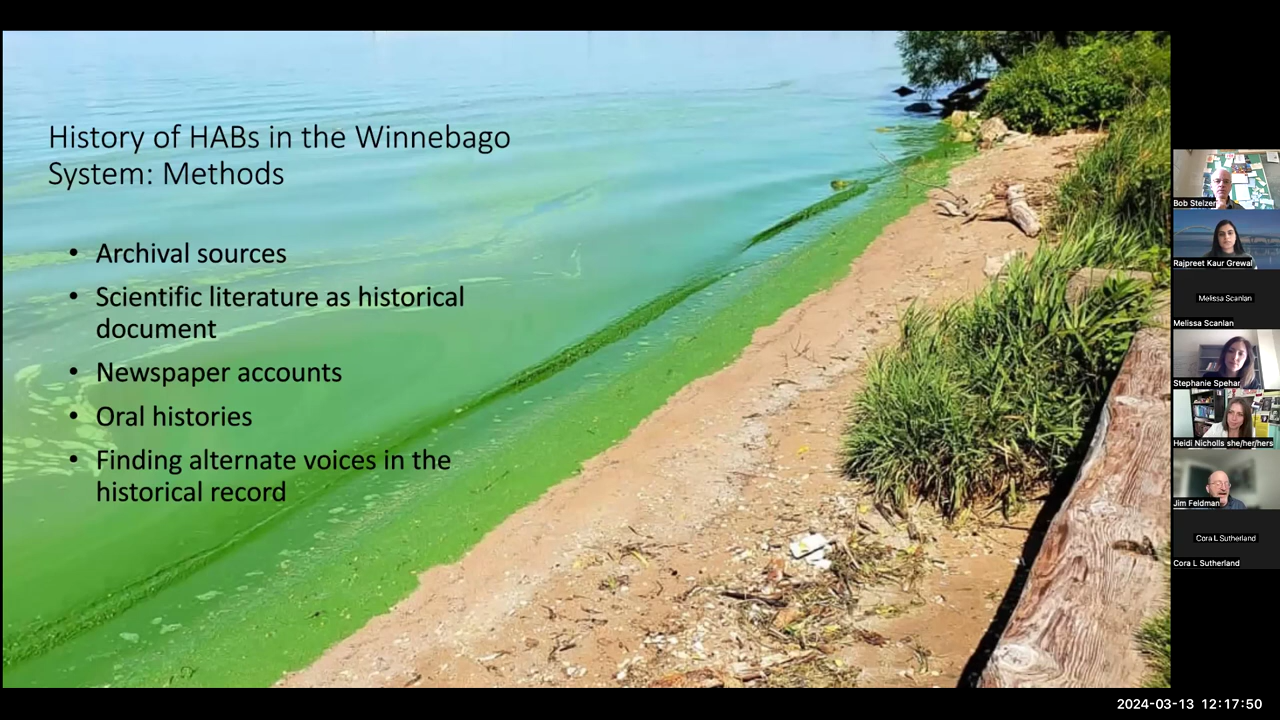 History of HABs in the Winnebago
System: Methods
• Archival sources
• Scientific literature as historical
document
• Newspaper accounts
• Oral histories
• Finding alternate voices in the
historical record
Bob Stelzer
Rajpreet Kaur Grewal
Melissa Scanlan
Melissa Scanlan
Stephanie Spehar
Heidi Nicholls she/her/hers
Jim Feldman
Cora L Sutherland
Cora L Sutherland
2024-03-13 12:17:50